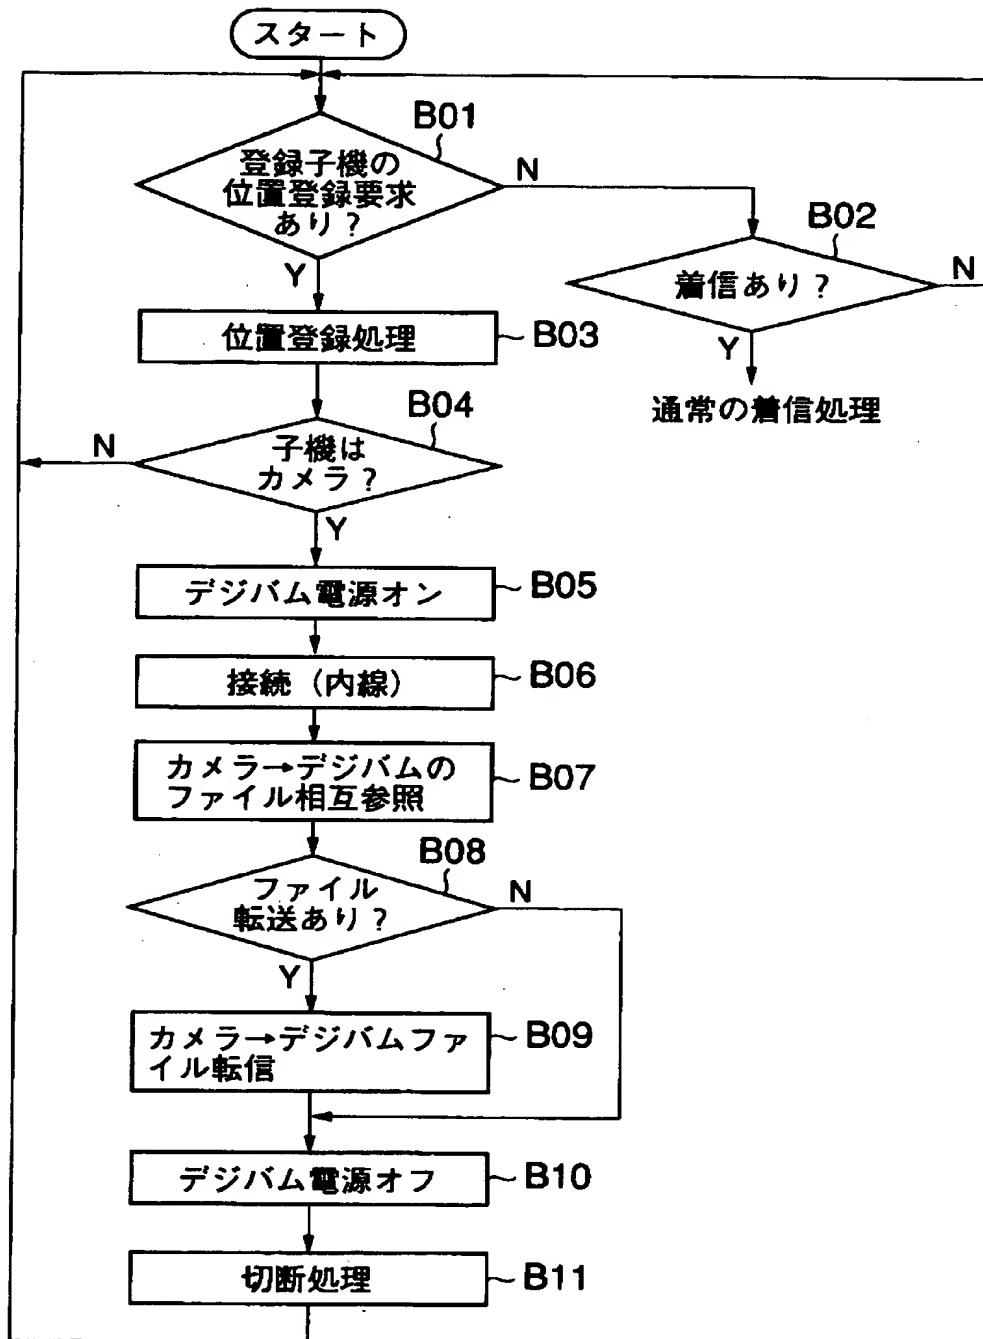 スタート
B01
登録子機の
位置登録要求
あり？
N
Y
B02
着信あり？
N
Y
通常の着信処理
位置登録処理
B03
B04
子機は
カメラ？
N
Y
デジバム電源オン
B05
接続（内線）
B06
カメラ→デジバムの
ファイル相互参照
B07
B08
ファイル
転送あり？
N
Y
カメラ→デジバムファ
イル転信
B09
デジバム電源オフ
B10
切断処理
B11